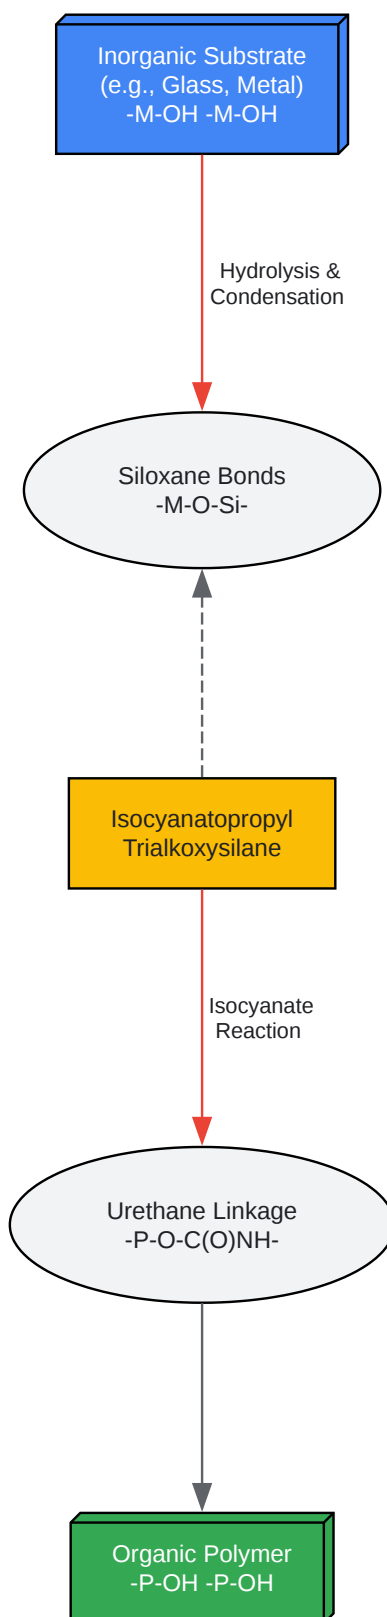 Inorganic Substrate
(e.g., Glass, Metal)
-M-OH -M-OH
Hydrolysis &
Condensation
Siloxane Bonds
-M-O-Si-
Isocyanatopropyl
Trialkoxysilane
Isocyanate
Reaction
Urethane Linkage
-P-O-C(O)NH-
Organic Polymer
-P-OH -P-OH